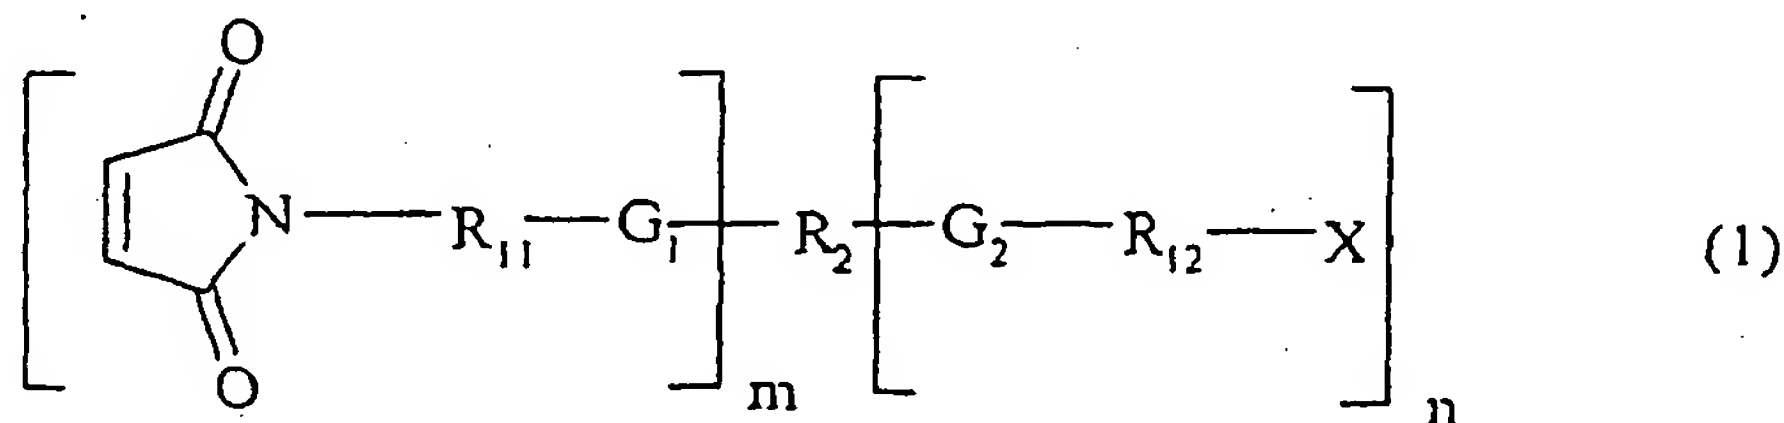 O
N R₁₁ G₁ R₂ G₂ R₁₂ X (1)
O m n